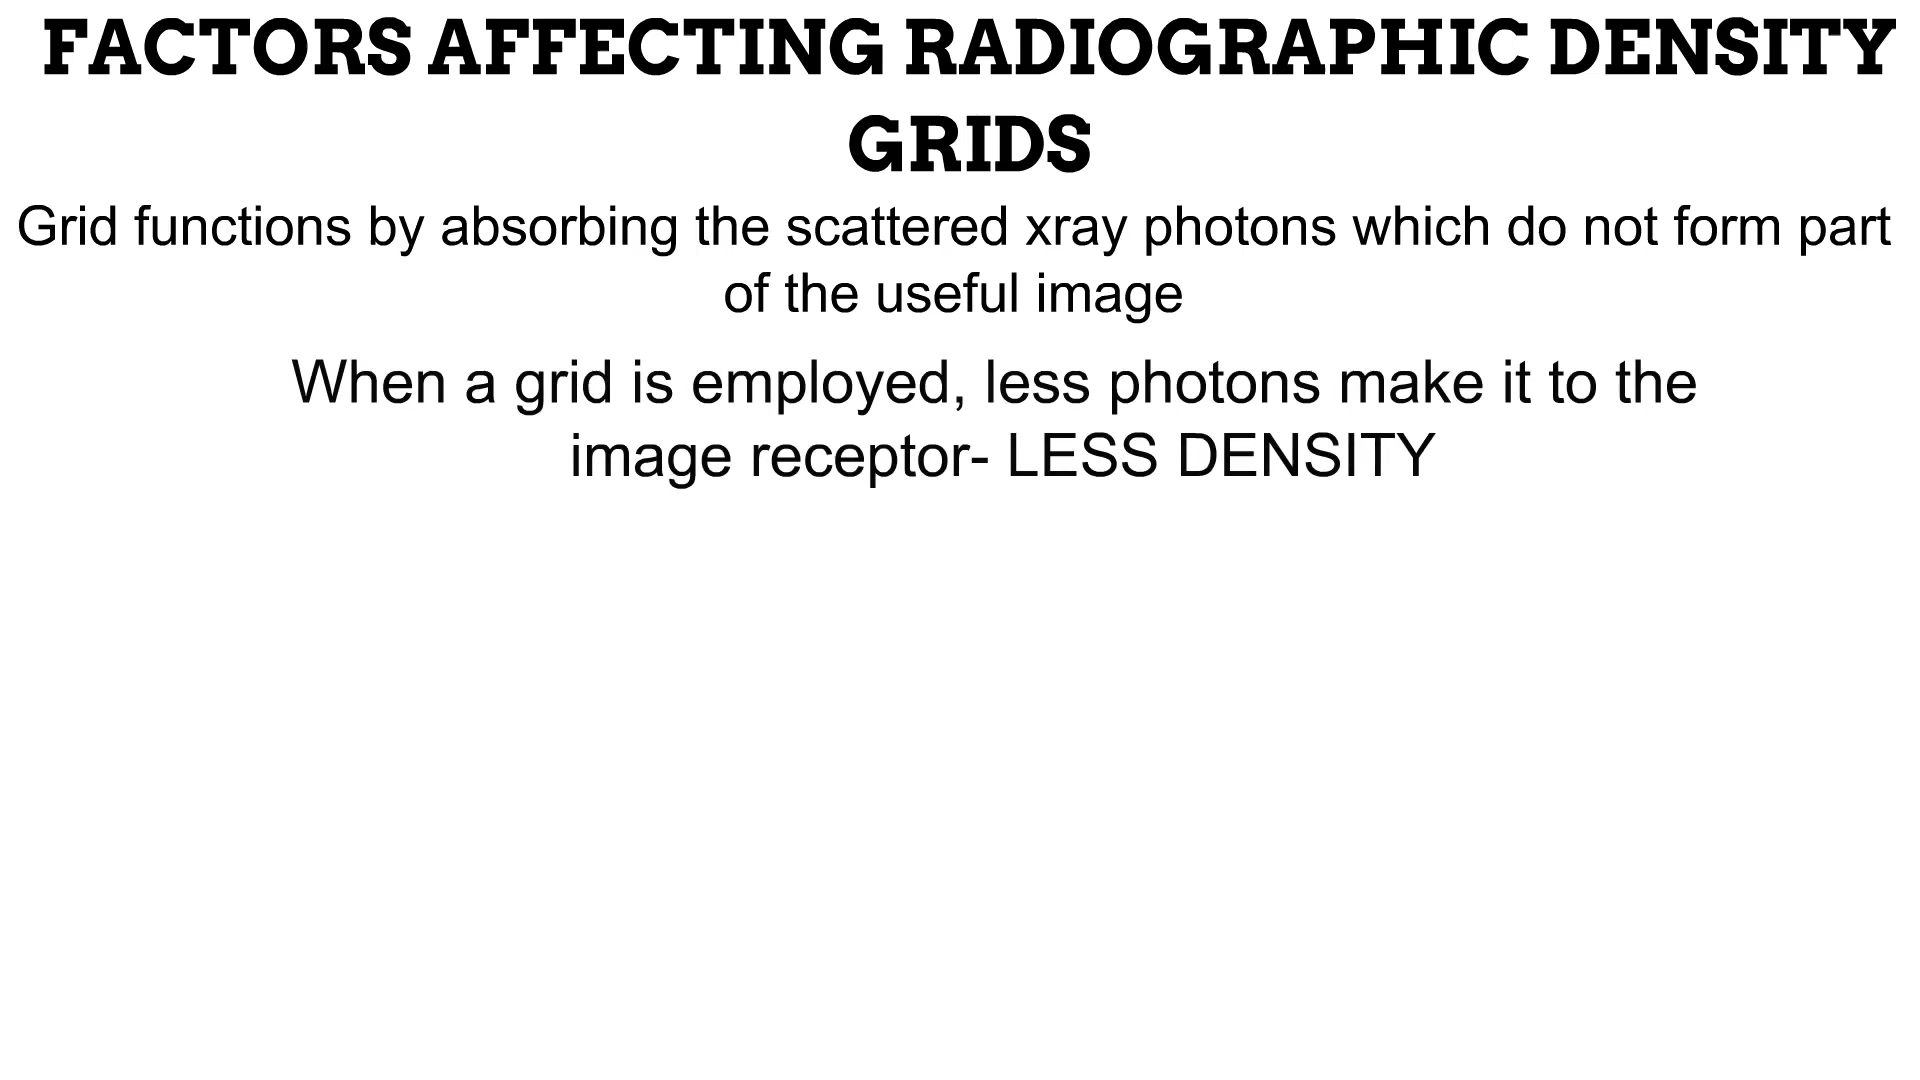 FACTORS AFFECTING RADIOGRAPHIC DENSITY
GRIDS
Grid functions by absorbing the scattered xray photons which do not form part
of the useful image
When a grid is employed, less photons make it to the
image receptor- LESS DENSITY